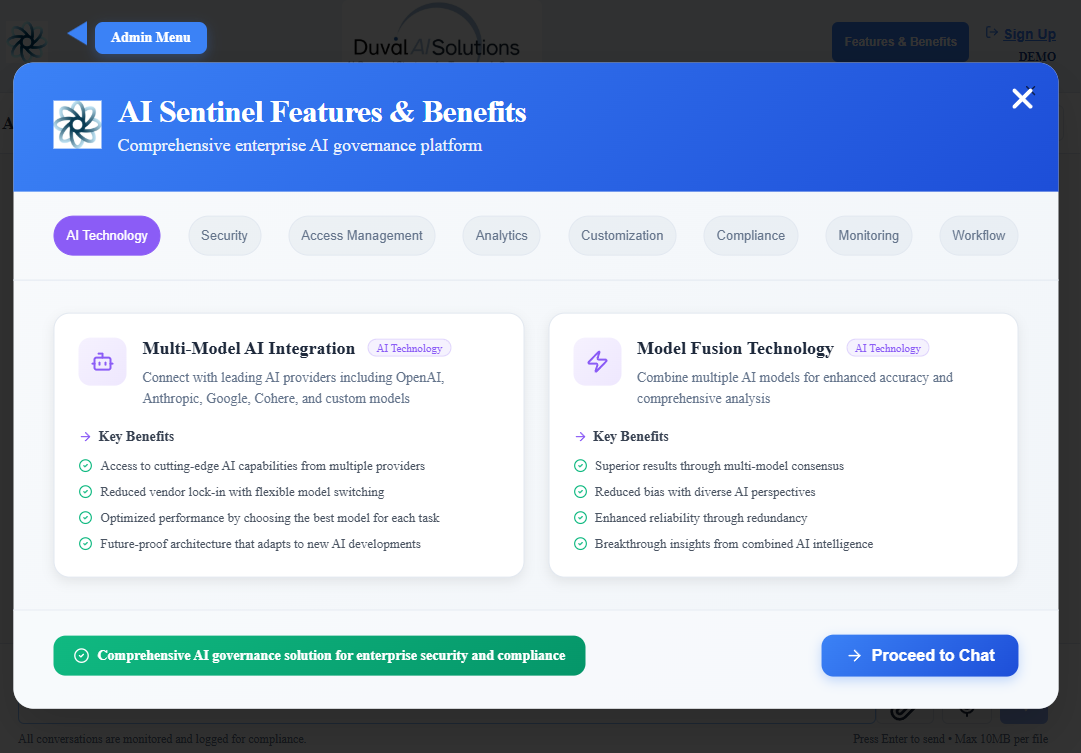 Admin Menu
Duval AI Solutions
Features & Benefits
Sign Up
DEMO
AI Sentinel Features & Benefits
Comprehensive enterprise AI governance platform
AI Technology
Security
Access Management
Analytics
Customization
Compliance
Monitoring
Workflow
Multi-Model AI Integration
AI Technology
Connect with leading AI providers including OpenAI,
Anthropic, Google, Cohere, and custom models
Key Benefits
Access to cutting-edge AI capabilities from multiple providers
Reduced vendor lock-in with flexible model switching
Optimized performance by choosing the best model for each task
Future-proof architecture that adapts to new AI developments
Model Fusion Technology
AI Technology
Combine multiple AI models for enhanced accuracy and
comprehensive analysis
Key Benefits
Superior results through multi-model consensus
Reduced bias with diverse AI perspectives
Enhanced reliability through redundancy
Breakthrough insights from combined AI intelligence
Comprehensive AI governance solution for enterprise security and compliance
Proceed to Chat
All conversations are monitored and logged for compliance.
Press Enter to send • Max 10MB per file